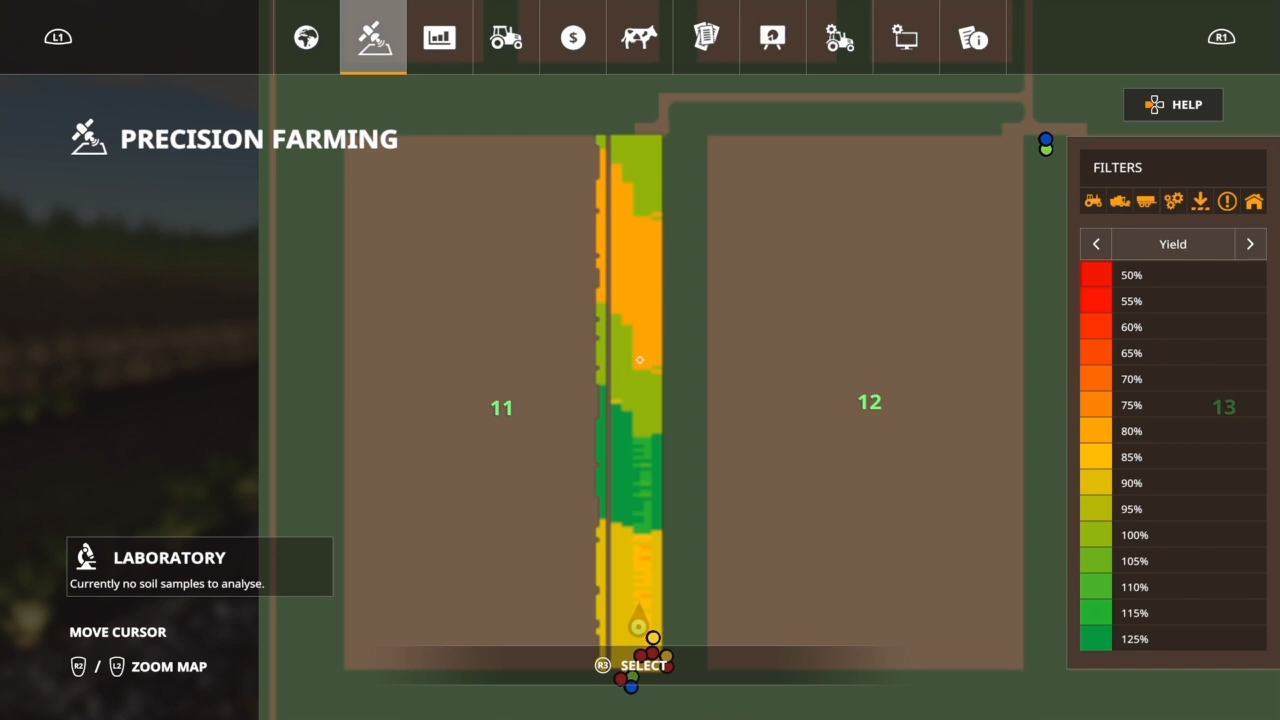 L1
$
i
R1
HELP
PRECISION FARMING
FILTERS
Yield
50%
55%
60%
65%
70%
75%
80%
85%
90%
95%
100%
105%
110%
115%
125%
11
12
13
LABORATORY
Currently no soil samples to analyse.
MOVE CURSOR
R2 / L2 ZOOM MAP
R3 SELECT